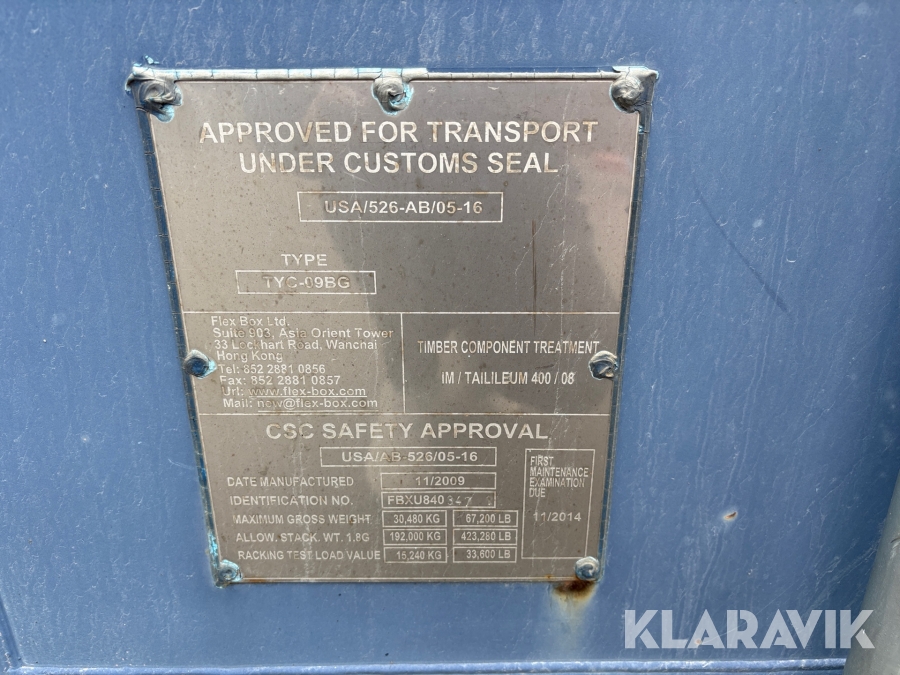 APPROVED FOR TRANSPORT
UNDER CUSTOMS SEAL
USA/526-AB/05-16
TYPE
TYC-09BG
Flex Box Ltd.
Suite 903, Asia Orient Tower
33 Lockhart Road, Wanchai
Hong Kong
Tel: 852 2881 0856
Fax: 852 2881 0857
Url: www.flex-box.com
Mail: new@flex-box.com
TIMBER COMPONENT TREATMENT
IM / TAILILEUM 400 / 08
CSC SAFETY APPROVAL
USA/AB-526/05-16
DATE MANUFACTURED 11/2009
IDENTIFICATION NO.
MAXIMUM GROSS WEIGHT 30,480 KG 67,200 LB
ALLOW. STACK. WT. 1.8G 192,000 KG 423,280 LB
RACKING TEST LOAD VALUE 15,240 KG 33,600 LB
FIRST
MAINTENANCE
EXAMINATION
DUE
11/2014
KLARAVIK